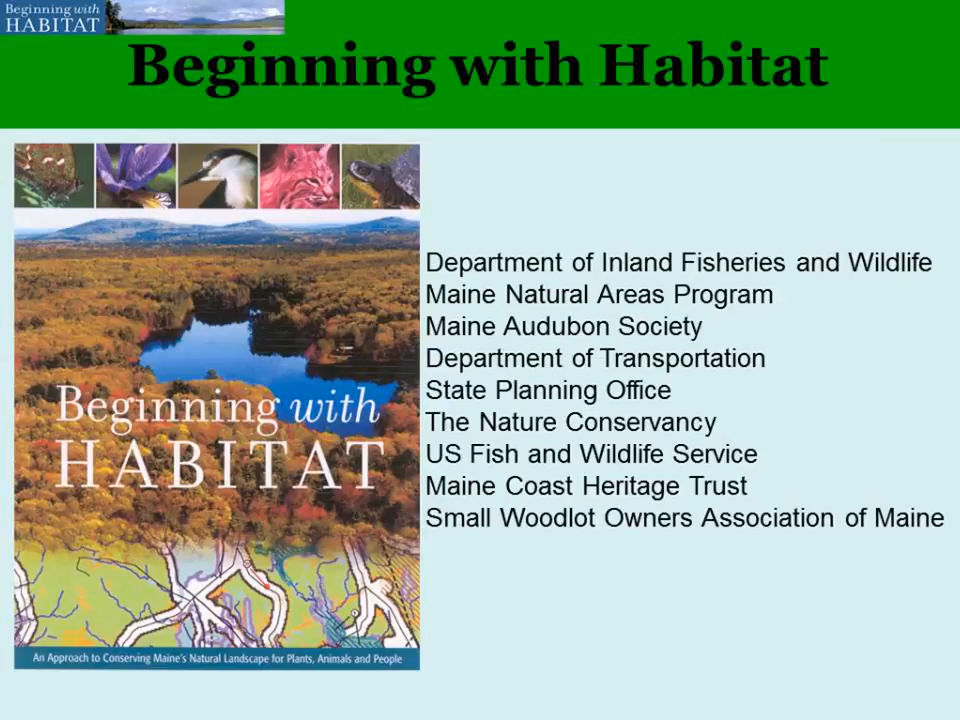 Beginning with
HABITAT
Beginning with Habitat
Beginning with
HABITAT
An Approach to Conserving Maine's Natural Landscape for Plants, Animals and People
Department of Inland Fisheries and Wildlife
Maine Natural Areas Program
Maine Audubon Society
Department of Transportation
State Planning Office
The Nature Conservancy
US Fish and Wildlife Service
Maine Coast Heritage Trust
Small Woodlot Owners Association of Maine